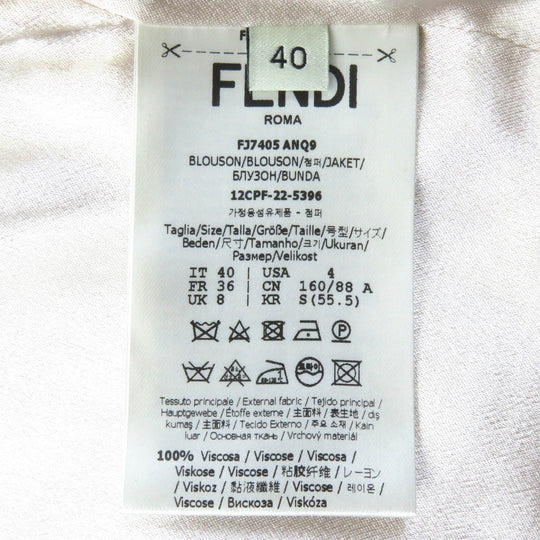 40
FENDI
ROMA
FJ7405 ANQ9
BLOUSON/BLOUSON/점퍼/JAKET/
БЛУЗОН/BUNDA
12CPF-22-5396
가정용섬유제품 - 점퍼
Taglia/Size/Talla/Größe/Taille/号型/サイズ/
Beden/尺寸/Tamanho/크기/Ukuran/
Размер/Velikost
IT 40 | USA 4
FR 36 | CN 160/88 A
UK 8 | KR S(55.5)
드라이
Tessuto principale / External fabric / Tejido principal /
Hauptgewebe / Étoffe externe / 主面料 / 表生地 / dış
kumaş / 主面料 / Tecido Externo / 주요 소재 / Kain
luar / Основная ткань / Vrchový materiál
100% Viscosa / Viscose / Viscosa /
Viskose / Viscose / 粘胶纤维 / レーヨン
/ Viskoz / 黏液纖維 / Viscose / 레이온 /
Viscose / Вискоза / Viskóza